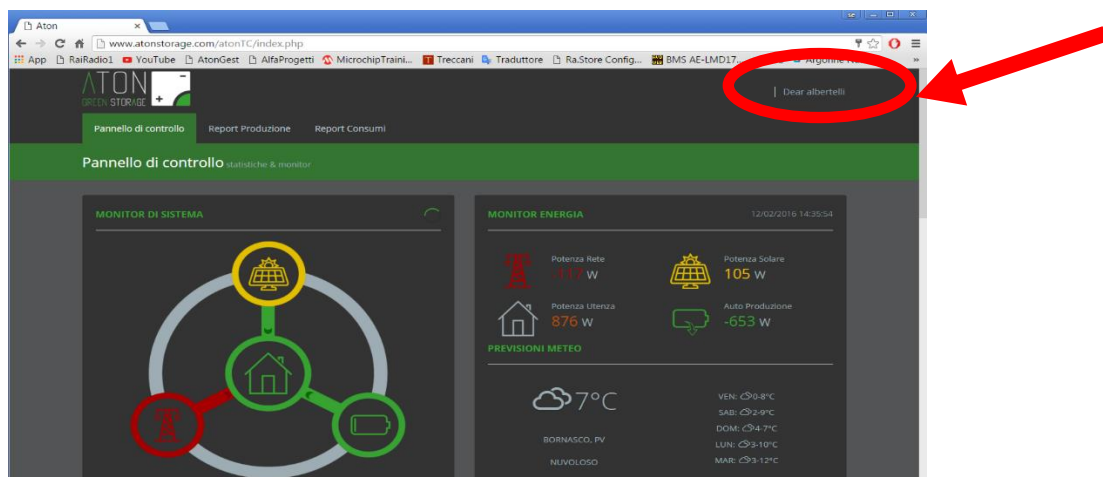 Aton
www.atonstorage.com/atonTC/index.php
App RaiRadio1 YouTube AtonGest AlfaProgetti MicrochipTraini... Treccani Traduttore Ra.Store Config... BMS AE-LMD17... Argonne »
ATON
GREEN STORAGE
| Dear albertelli
Pannello di controllo Report Produzione Report Consumi
Pannello di controllo statistiche & monitor
MONITOR DI SISTEMA
MONITOR ENERGIA 12/02/2016 14:35:54
Potenza Rete Potenza Solare
W 105 W
Potenza Utenza Auto Produzione
876 W -653 W
PREVISIONI METEO
7°C
BORNASCO, PV
NUVOLOSO
VEN: 0-8°C
SAB: 2-9°C
DOM: 4-7°C
LUN: 3-10°C
MAR: 3-12°C